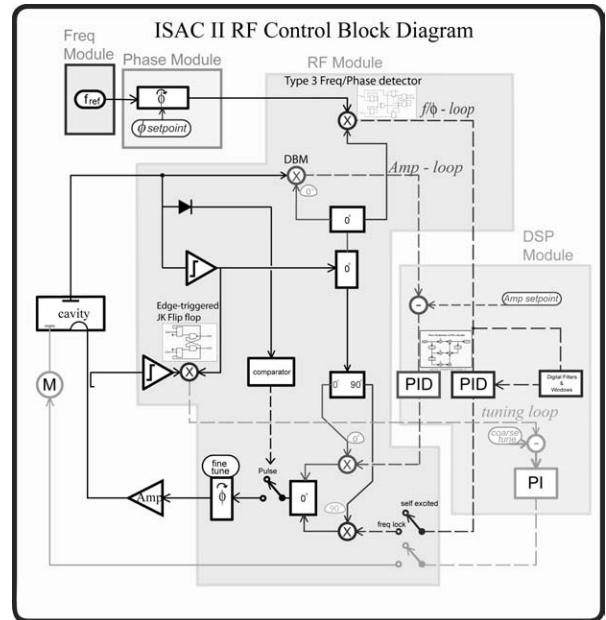 ISAC II RF Control Block Diagram
Freq
Module
Phase Module
RF Module
Type 3 Freq/Phase detector
f ref
ϕ
ϕ setpoint
X
f/ϕ - loop
DBM
X
Amp - loop
0°
0°
0°
DSP
Module
-
Amp setpoint
cavity
Edge-triggered
JK Flip flop
X
M
comparator
0° 90°
PID
PID
Digital Filters
&
Windows
tuning loop
coarse
tune
-
0°
X
fine
tune
Pulse
Amp
ϕ
0°
PI
90°
self excited
X
freq lock